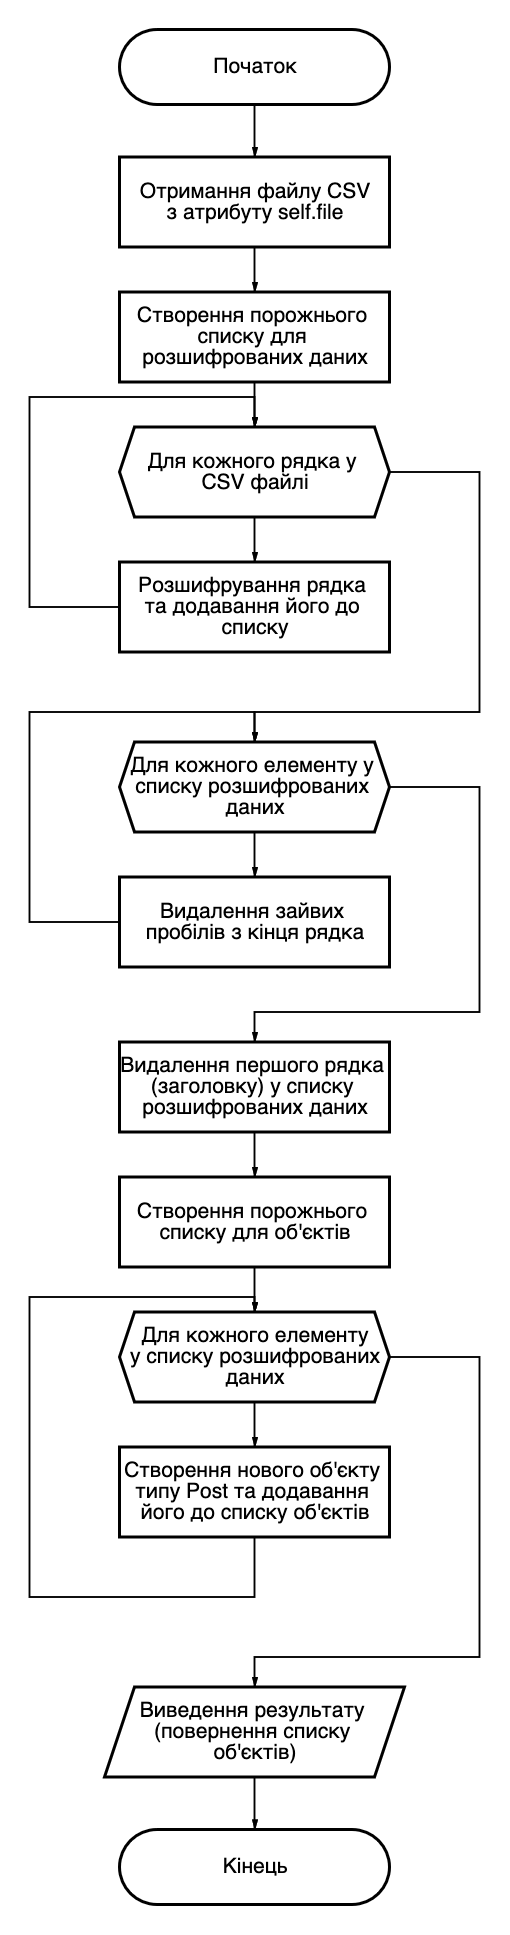 Початок
Отримання файлу CSV
з атрибуту self.file
Створення порожнього
списку для
розшифрованих даних
Для кожного рядка у
CSV файлі
Розшифрування рядка
та додавання його до
списку
Для кожного елементу у
списку розшифрованих
даних
Видалення зайвих
пробілів з кінця рядка
Видалення першого рядка
(заголовку) у списку
розшифрованих даних
Створення порожнього
списку для об'єктів
Для кожного елементу
у списку розшифрованих
даних
Створення нового об'єкту
типу Post та додавання
його до списку об'єктів
Виведення результату
(повернення списку
об'єктів)
Кінець